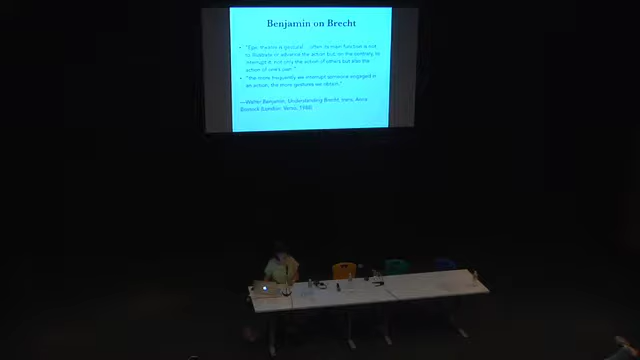 Benjamin on Brecht
• "Epic theatre is gestural ... often its main function is not
to illustrate or advance the action but, on the contrary, to
interrupt it: not only the action of others but also the
action of one's own."
• "the more frequently we interrupt someone engaged in
an action, the more gestures we obtain."
—Walter Benjamin, Understanding Brecht, trans. Anna
Bostock (London: Verso, 1998)